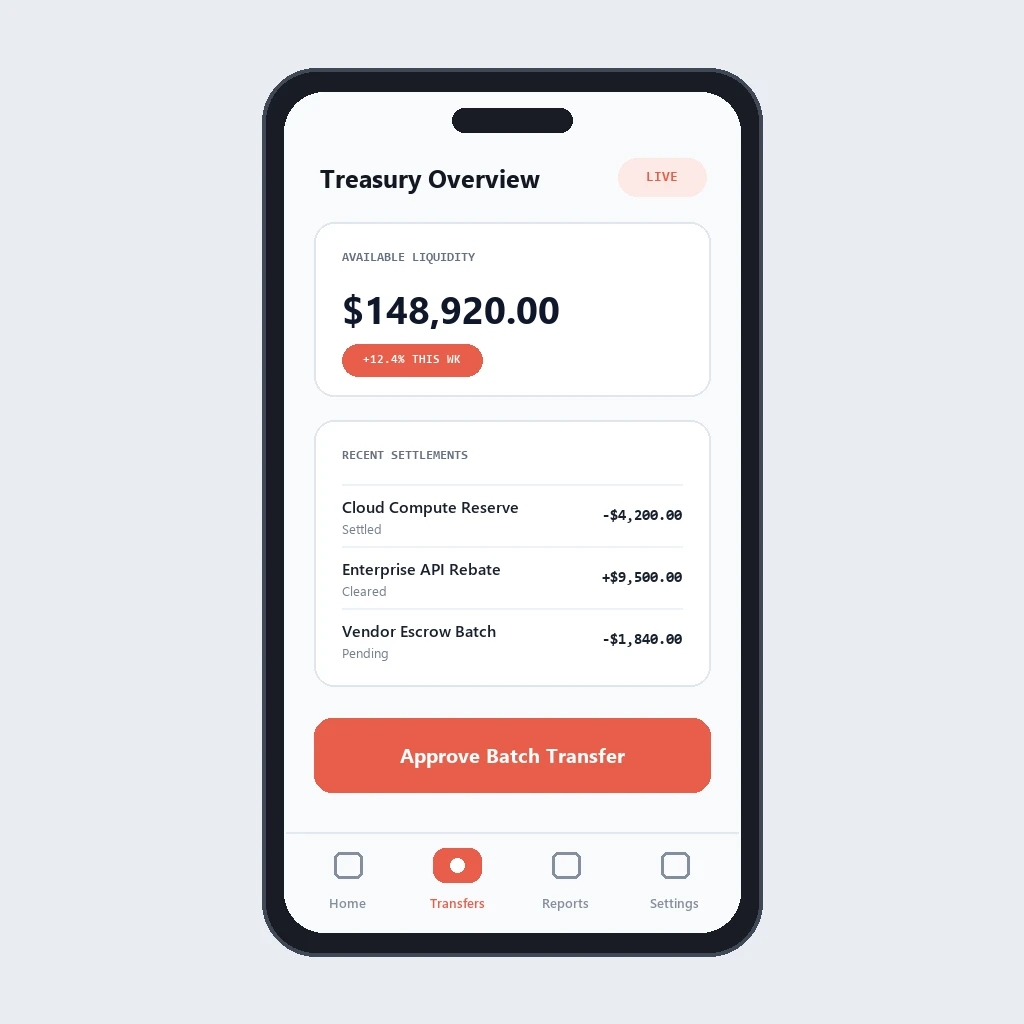 Treasury Overview
LIVE
AVAILABLE LIQUIDITY
$148,920.00
+12.4% THIS WK
RECENT SETTLEMENTS
Cloud Compute Reserve
-$4,200.00
Settled
Enterprise API Rebate
+$9,500.00
Cleared
Vendor Escrow Batch
-$1,840.00
Pending
Approve Batch Transfer
Home
Transfers
Reports
Settings